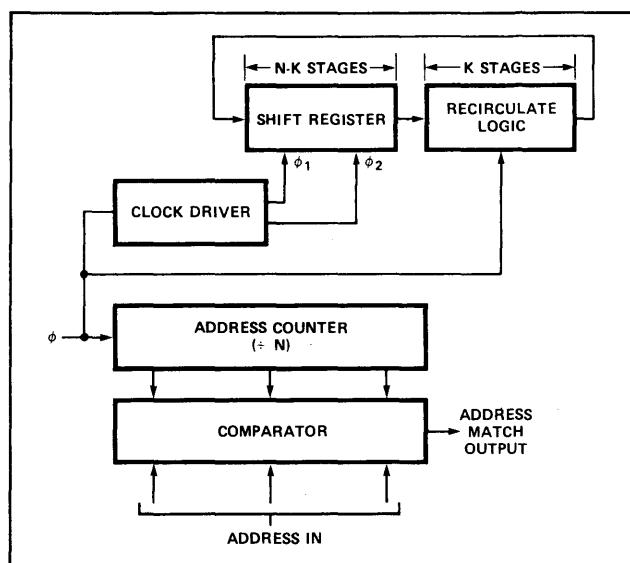 N-K STAGES
K STAGES
SHIFT REGISTER
RECIRCULATE
LOGIC
ϕ1
ϕ2
CLOCK DRIVER
ϕ
ADDRESS COUNTER
(÷ N)
COMPARATOR
ADDRESS
MATCH
OUTPUT
ADDRESS IN